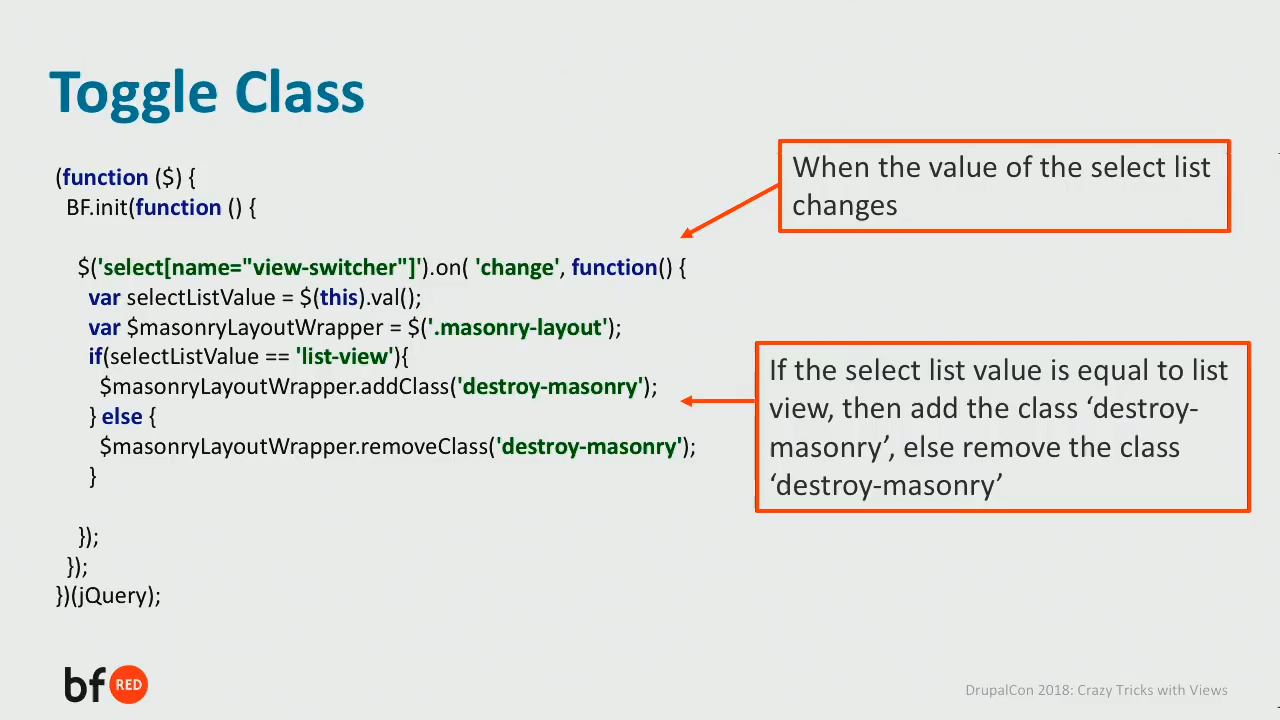 Toggle Class
(function ($) {
BF.init(function () {
$('select[name="view-switcher"]').on( 'change', function() {
var selectListValue = $(this).val();
var $masonryLayoutWrapper = $('.masonry-layout');
if(selectListValue == 'list-view'){
$masonryLayoutWrapper.addClass('destroy-masonry');
} else {
$masonryLayoutWrapper.removeClass('destroy-masonry');
}
});
});
})(jQuery);
When the value of the select list
changes
If the select list value is equal to list
view, then add the class ‘destroy-
masonry’, else remove the class
‘destroy-masonry’
bf RED
DrupalCon 2018: Crazy Tricks with Views